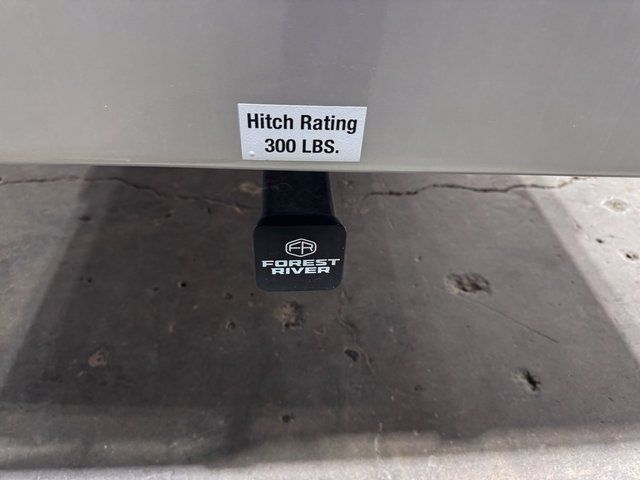 Hitch Rating
300 LBS.
FR
FOREST
RIVER